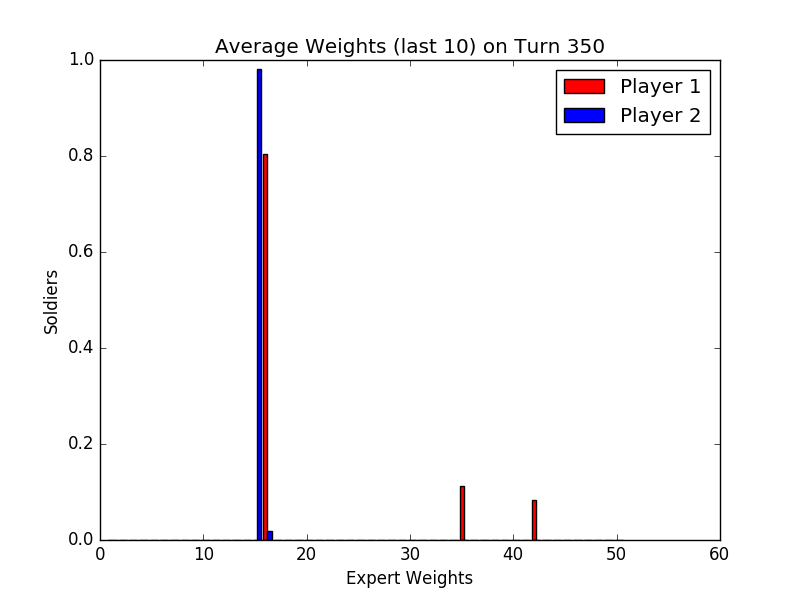 Average Weights (last 10) on Turn 350
1.0
0.8
0.6
0.4
0.2
0.0
Soldiers
Player 1
Player 2
0 10 20 30 40 50 60
Expert Weights